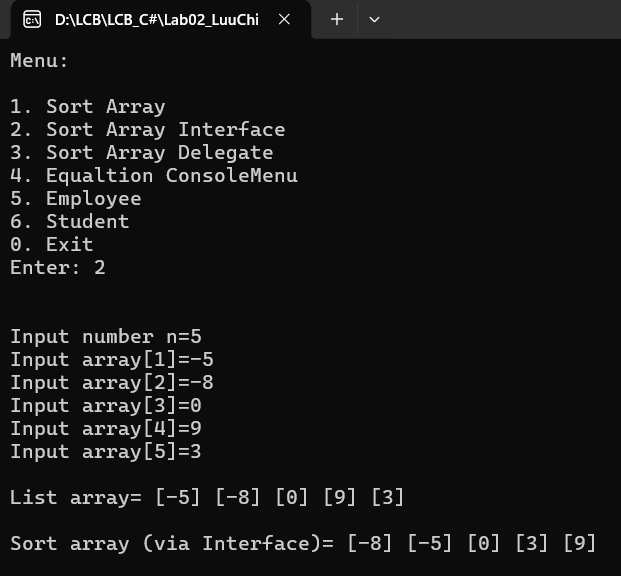 D:\LCB\LCB_C#\Lab02_LuuChi
Menu:
1. Sort Array
2. Sort Array Interface
3. Sort Array Delegate
4. Equaltion ConsoleMenu
5. Employee
6. Student
0. Exit
Enter: 2
Input number n=5
Input array[1]=-5
Input array[2]=-8
Input array[3]=0
Input array[4]=9
Input array[5]=3
List array= [-5] [-8] [0] [9] [3]
Sort array (via Interface)= [-8] [-5] [0] [3] [9]